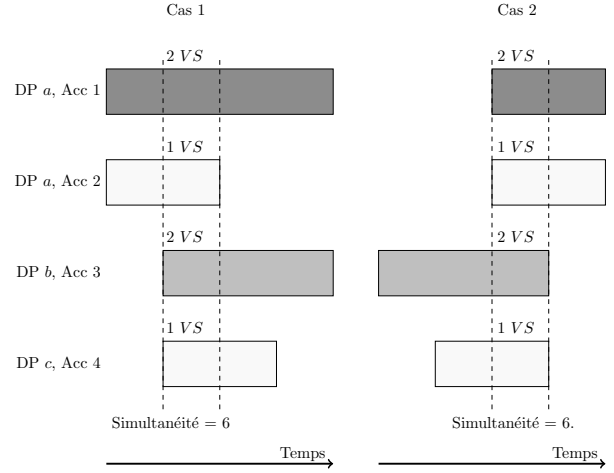 Cas 1 Cas 2
2 VS 2 VS
DP a, Acc 1
1 VS 1 VS
DP a, Acc 2
2 VS 2 VS
DP b, Acc 3
1 VS 1 VS
DP c, Acc 4
Simultanéité = 6 Simultanéité = 6.
Temps Temps